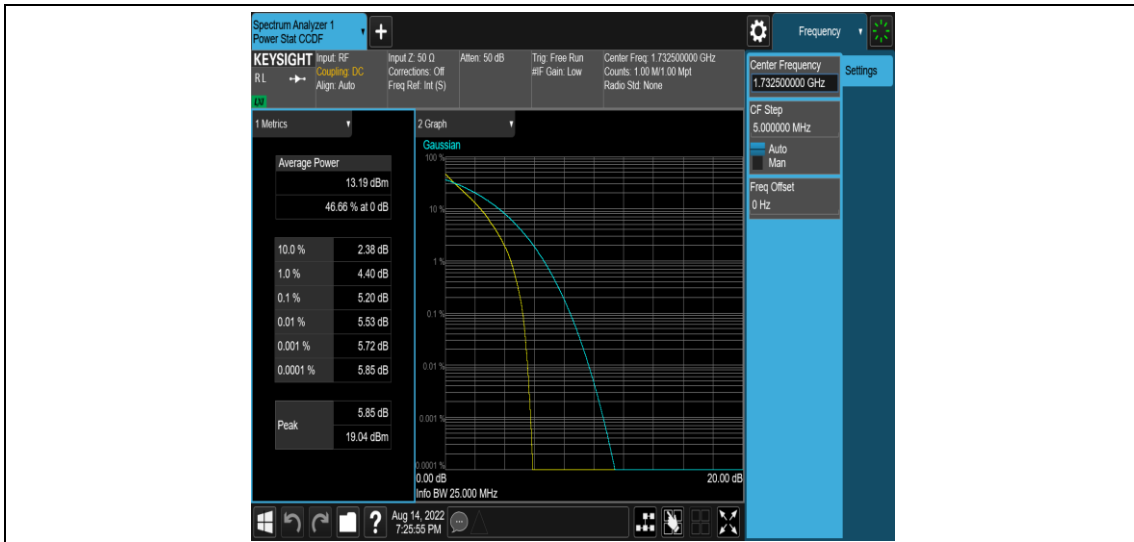 Spectrum Analyzer 1
Power Stat CCDF
Frequency
KEYSIGHT
RL
Input: RF
Coupling: DC
Align: Auto
Input Z: 50 Ω
Corrections: Off
Freq Ref: Int (S)
Atten: 50 dB
Trig: Free Run
#IF Gain: Low
Center Freq: 1.732500000 GHz
Counts: 1.00 M/1.00 Mpt
Radio Std: None
Center Frequency
1.732500000 GHz
Settings
CF Step
5.000000 MHz
Auto
Man
Freq Offset
0 Hz
1 Metrics
Average Power
13.19 dBm
46.66 % at 0 dB
10.0 % 2.38 dB
1.0 % 4.40 dB
0.1 % 5.20 dB
0.01 % 5.53 dB
0.001 % 5.72 dB
0.0001 % 5.85 dB
Peak
5.85 dB
19.04 dBm
2 Graph
Gaussian
100 %
10 %
1 %
0.1 %
0.01 %
0.001 %
0.0001 %
0.00 dB 20.00 dB
Info BW 25.000 MHz
Aug 14, 2022
7:25:55 PM